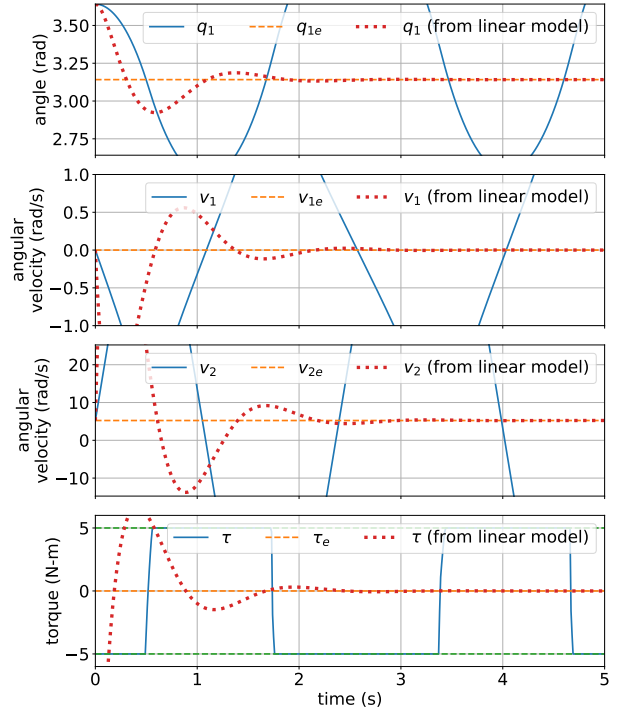 3.50
3.25
3.00
2.75
angle (rad)
q₁ q₁ₑ q₁ (from linear model)
1.0
0.5
0.0
−0.5
−1.0
angular
velocity (rad/s)
v₁ v₁ₑ v₁ (from linear model)
20
10
0
−10
angular
velocity (rad/s)
v₂ v₂ₑ v₂ (from linear model)
5
0
−5
torque (N-m)
τ τₑ τ (from linear model)
0 1 2 3 4 5
time (s)